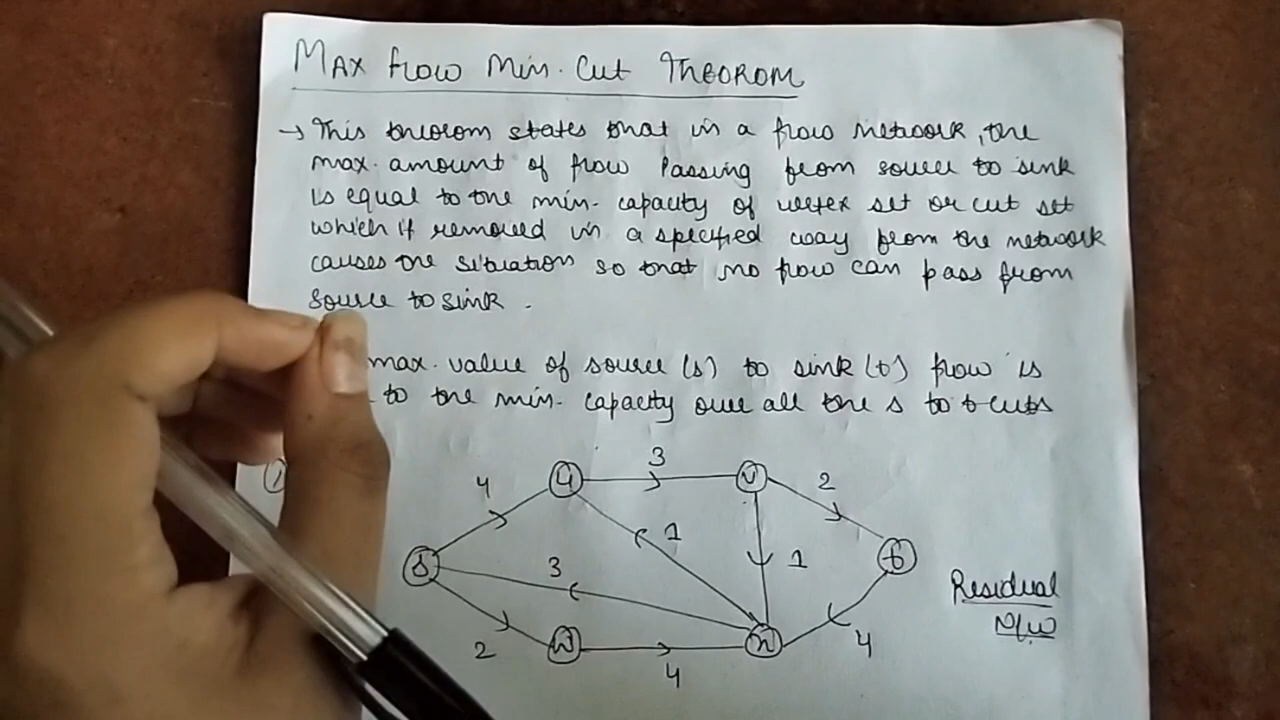 MAX flow Min. Cut THEOROM
→ This theorom states that in a flow network, the
max. amount of flow Passing from source to sink
is equal to the min. capacity of vertex set or cut set
which if removed in a specified way from the network
causes the situation so that no flow can pass from
source to sink.
max. value of source (s) to sink (t) flow is
to the min. capacity over all the s to t cuts
3
4 u v 2
1
s 3 1 t
Residual
N/w
2 w n 4
4